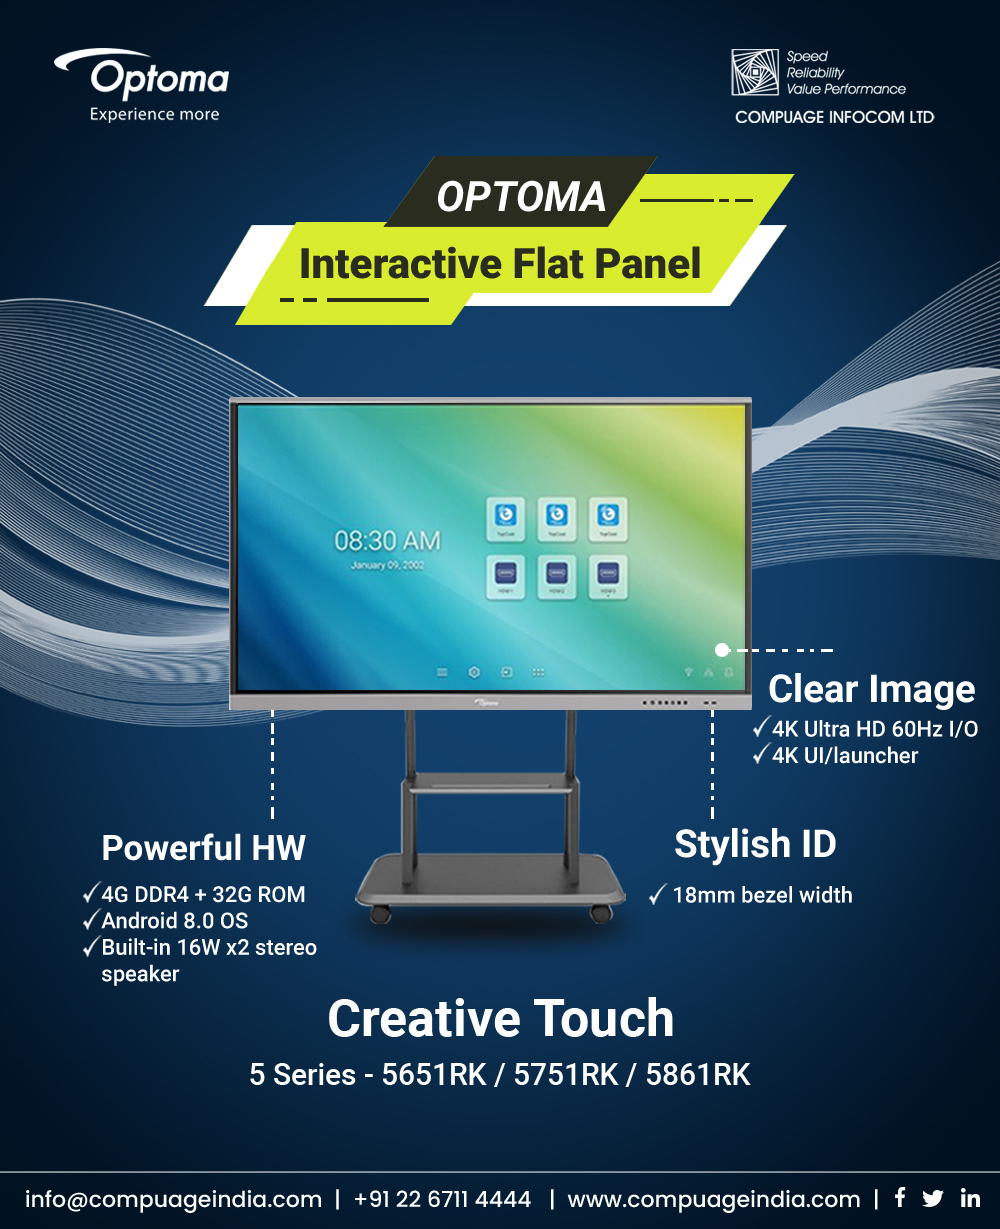 Optoma
Experience more
Speed
Reliability
Value Performance
COMPUAGE INFOCOM LTD
OPTOMA
Interactive Flat Panel
08:30 AM
January 09, 2002
HDMI1
HDMI2
Optoma
Clear Image
4K Ultra HD 60Hz I/O
4K UI/launcher
Powerful HW
4G DDR4 + 32G ROM
Android 8.0 OS
Built-in 16W x2 stereo
speaker
Stylish ID
18mm bezel width
Creative Touch
5 Series - 5651RK / 5751RK / 5861RK
info@compuageindia.com | +91 22 6711 4444 | www.compuageindia.com |